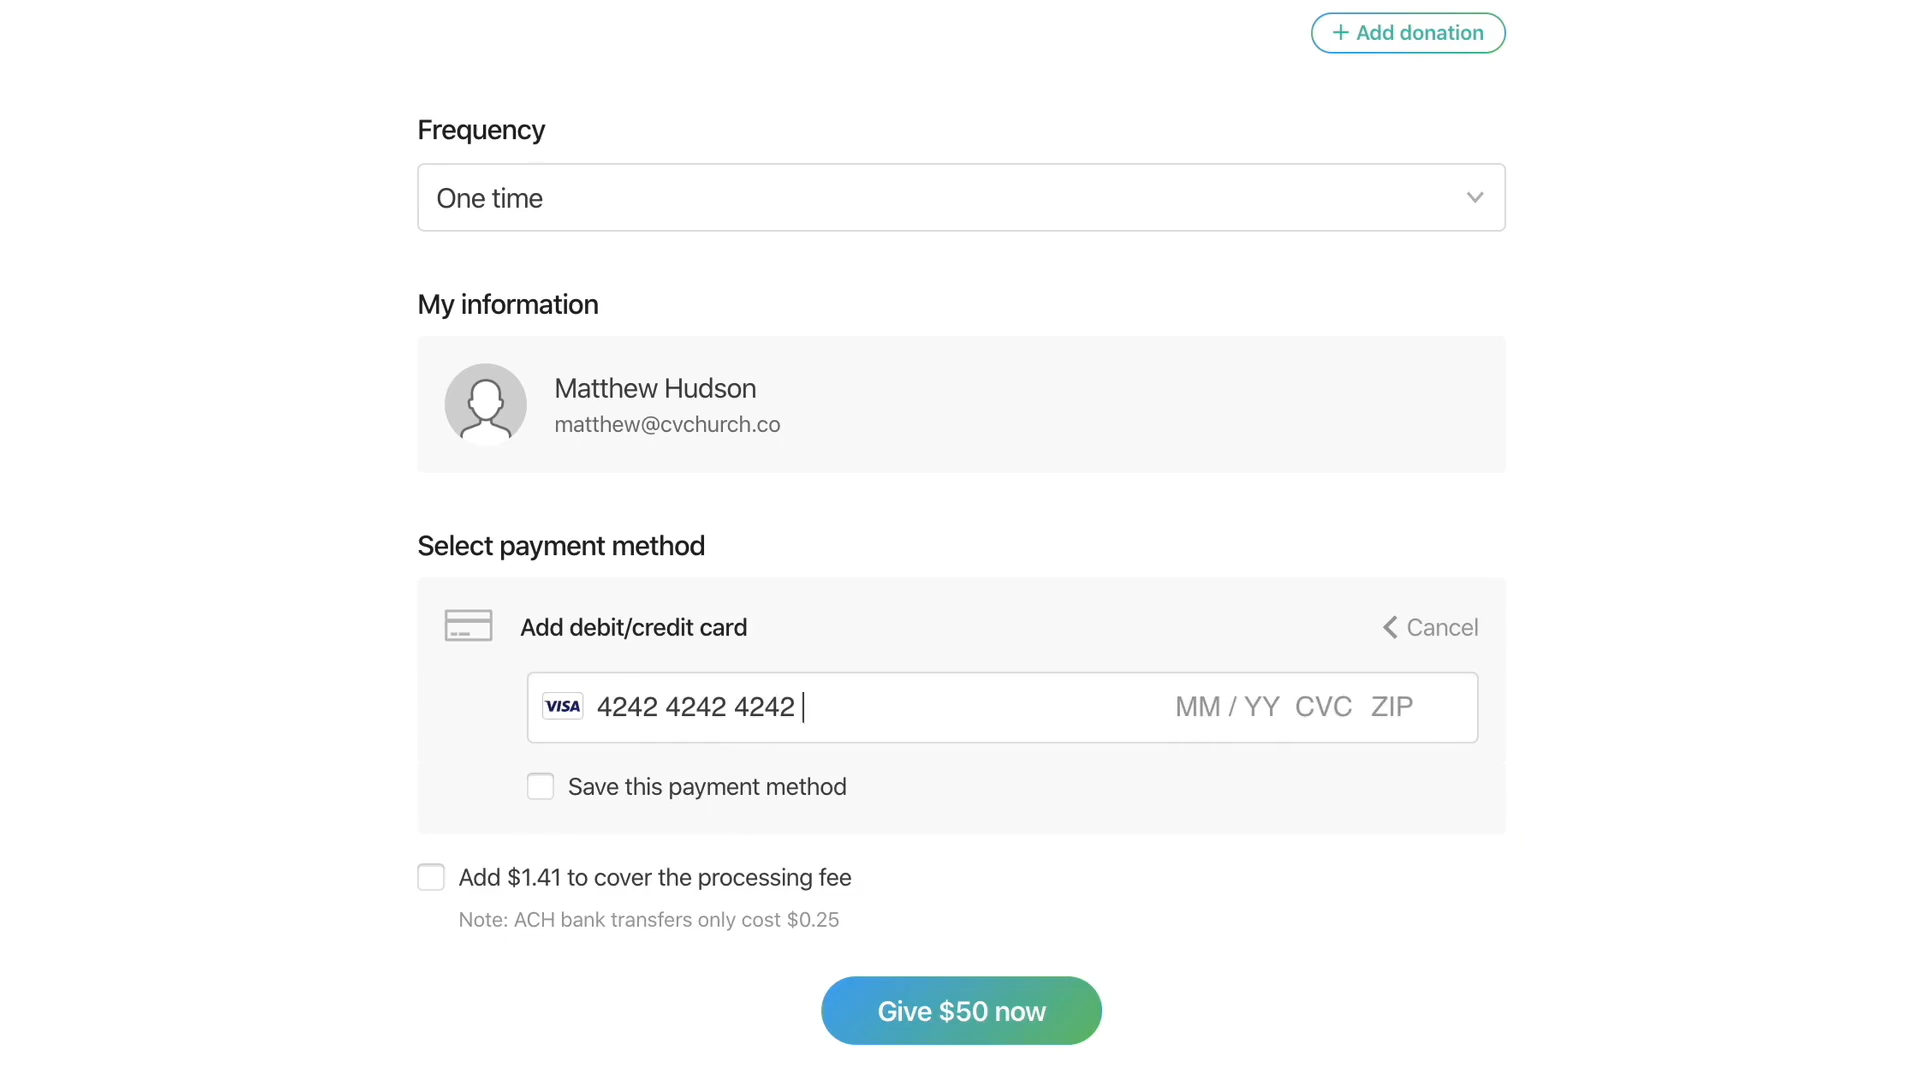 + Add donation
Frequency
One time
My information
Matthew Hudson
matthew@cvchurch.co
Select payment method
Add debit/credit card
Cancel
VISA 4242 4242 4242 MM / YY CVC ZIP
Save this payment method
Add $1.41 to cover the processing fee
Note: ACH bank transfers only cost $0.25
Give $50 now